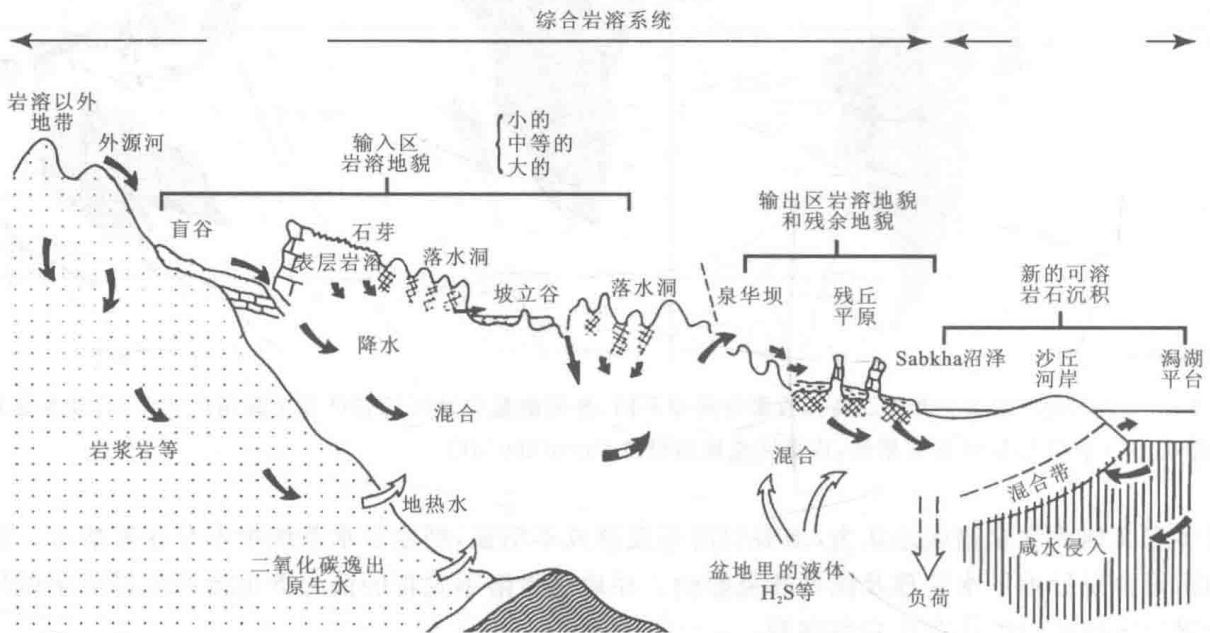 综合岩溶系统
岩溶以外
地带
外源河
输入区
岩溶地貌
小的
中等的
大的
输出区岩溶地貌
和残余地貌
新的可溶
岩石沉积
盲谷
石芽
表层岩溶
落水洞
坡立谷
落水洞
泉华坝
残丘
平原
Sabkha沼泽
沙丘
河岸
潟湖
平台
降水
混合
岩浆岩等
地热水
二氧化碳逸出
原生水
混合
盆地里的液体
H₂S等
负荷
混合带
咸水侵入